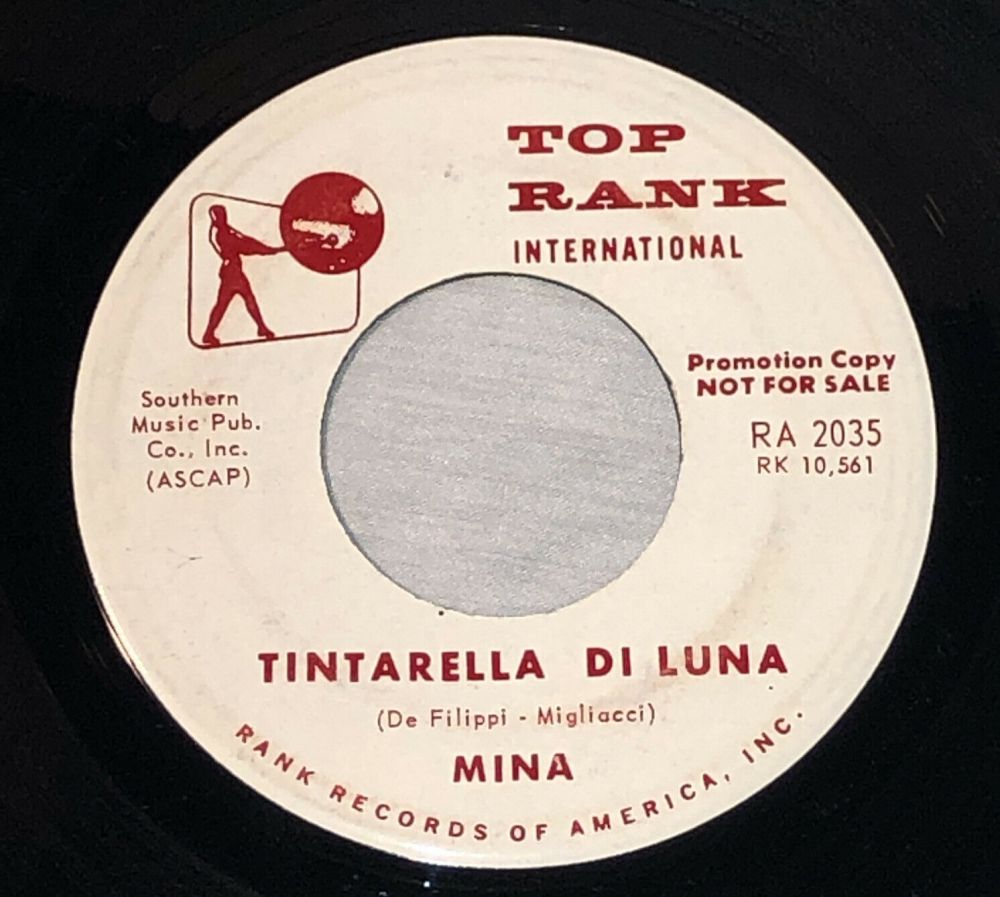 TOP
RANK
INTERNATIONAL
Promotion Copy
NOT FOR SALE
RA 2035
RK 10,561
Southern
Music Pub.
Co., Inc.
(ASCAP)
TINTARELLA DI LUNA
(De Filippi - Migliacci)
MINA
RANK RECORDS OF AMERICA, INC.